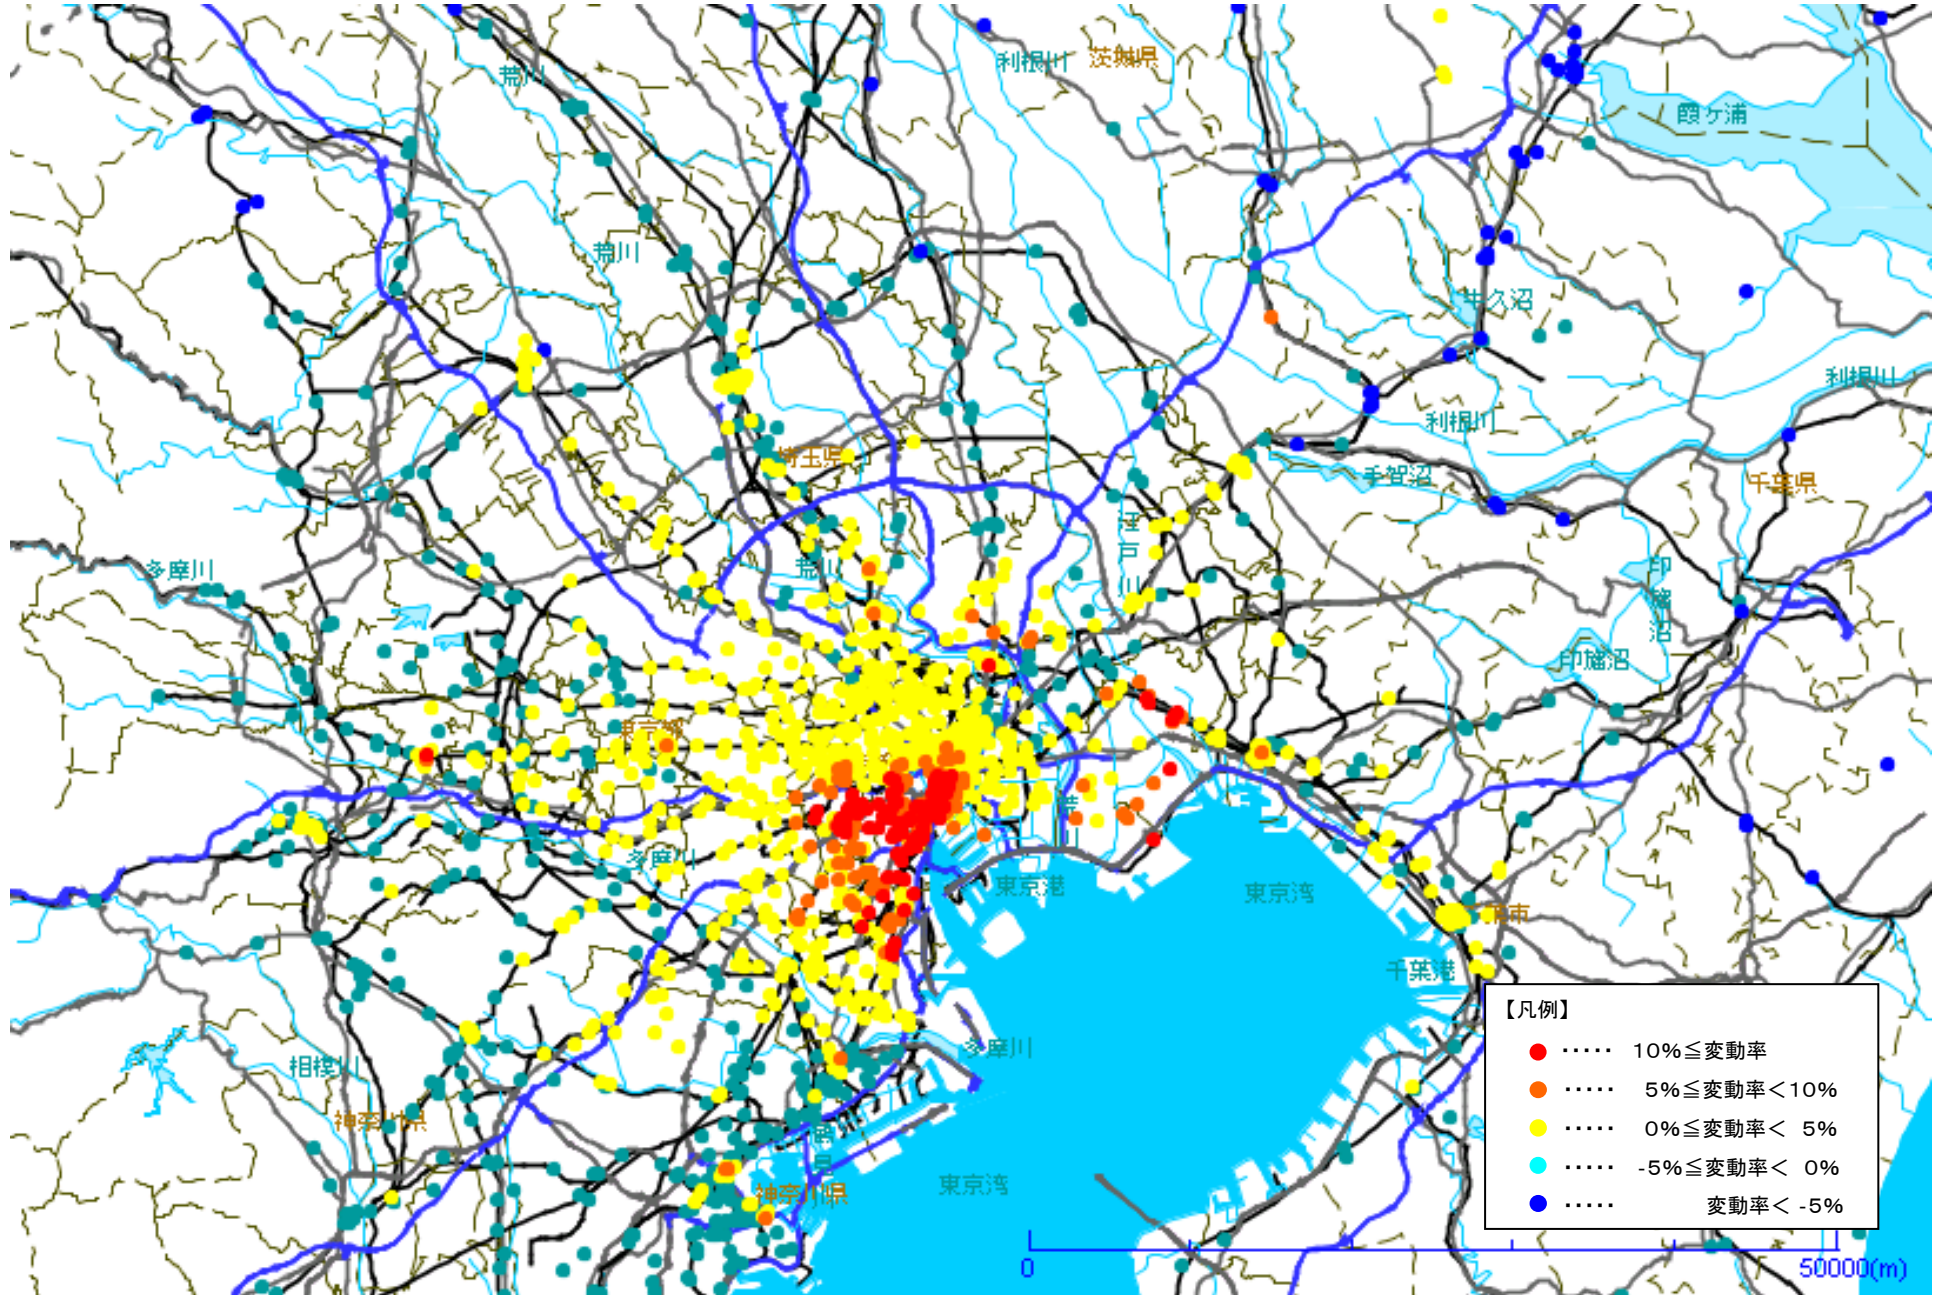 荒川
利根川
茨城県
霞ヶ浦
荒川
牛久沼
利根川
利根川
埼玉県
手賀沼
千葉県
江戸川
多摩川
荒川
印旛沼
印旛沼
東京都
荒川
多摩川
東京港
東京湾
千葉港
多摩川
相模川
神奈川県
鶴見
神奈川県
東京湾
【凡例】
● ····· 10%≦変動率
● ····· 5%≦変動率<10%
● ····· 0%≦変動率< 5%
● ····· -5%≦変動率< 0%
● ····· 変動率< -5%
0
50000(m)